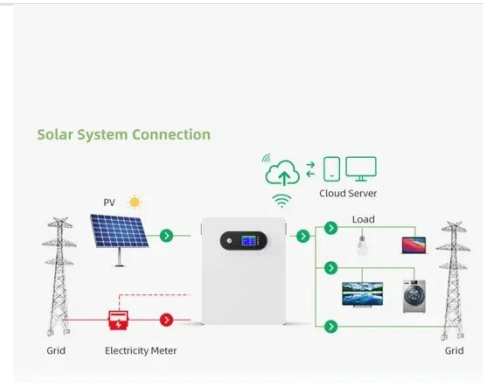 Solar System Connection
Cloud Server
PV
Load
Grid
Electricity Meter
Grid